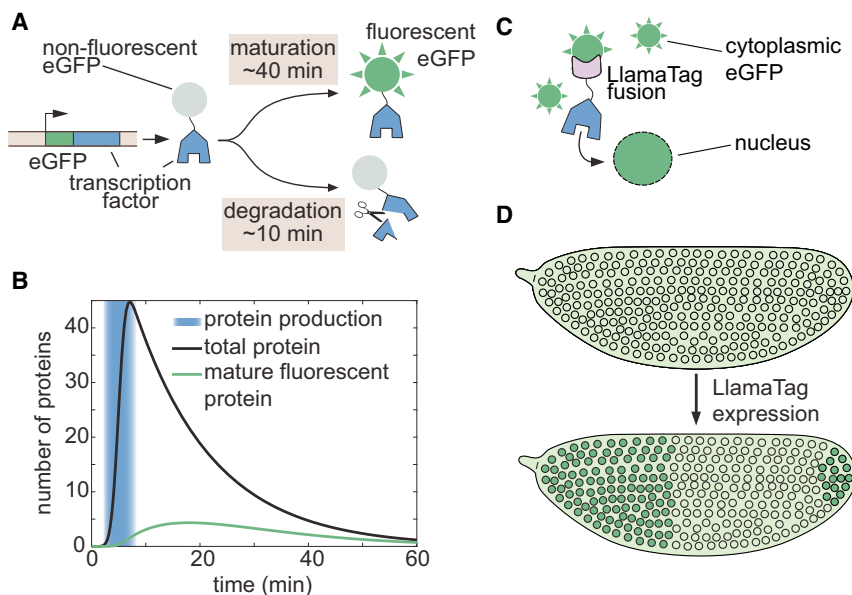 A
non-fluorescent
eGFP
maturation
~40 min
fluorescent
eGFP
eGFP
transcription
factor
degradation
~10 min
B
number of proteins
45
30
20
10
0
protein production
total protein
mature fluorescent
protein
0
20
40
60
time (min)
C
LlamaTag
fusion
cytoplasmic
eGFP
nucleus
D
LlamaTag
expression